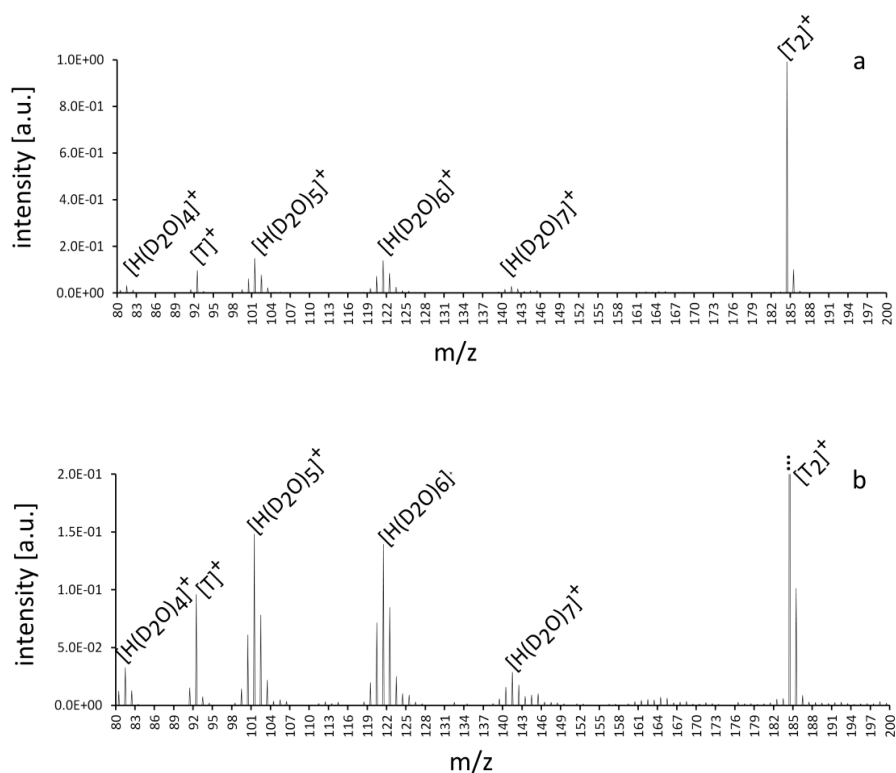 a
[T2]+
1.0E+00
8.0E-01
6.0E-01
4.0E-01
2.0E-01
0.0E+00
intensity [a.u.]
[H(D2O)4]+
[T]+
[H(D2O)5]+
[H(D2O)6]+
[H(D2O)7]+
80 83 86 89 92 95 98 101 104 107 110 113 116 119 122 125 128 131 134 137 140 143 146 149 152 155 158 161 164 167 170 173 176 179 182 185 188 191 194 197 200
m/z
b
[T2]+
2.0E-01
1.5E-01
1.0E-01
5.0E-02
0.0E+00
intensity [a.u.]
[H(D2O)4]+
[T]+
[H(D2O)5]+
[H(D2O)6]
[H(D2O)7]+
80 83 86 89 92 95 98 101 104 107 110 113 116 119 122 125 128 131 134 137 140 143 146 149 152 155 158 161 164 167 170 173 176 179 182 185 188 191 194 197 200
m/z